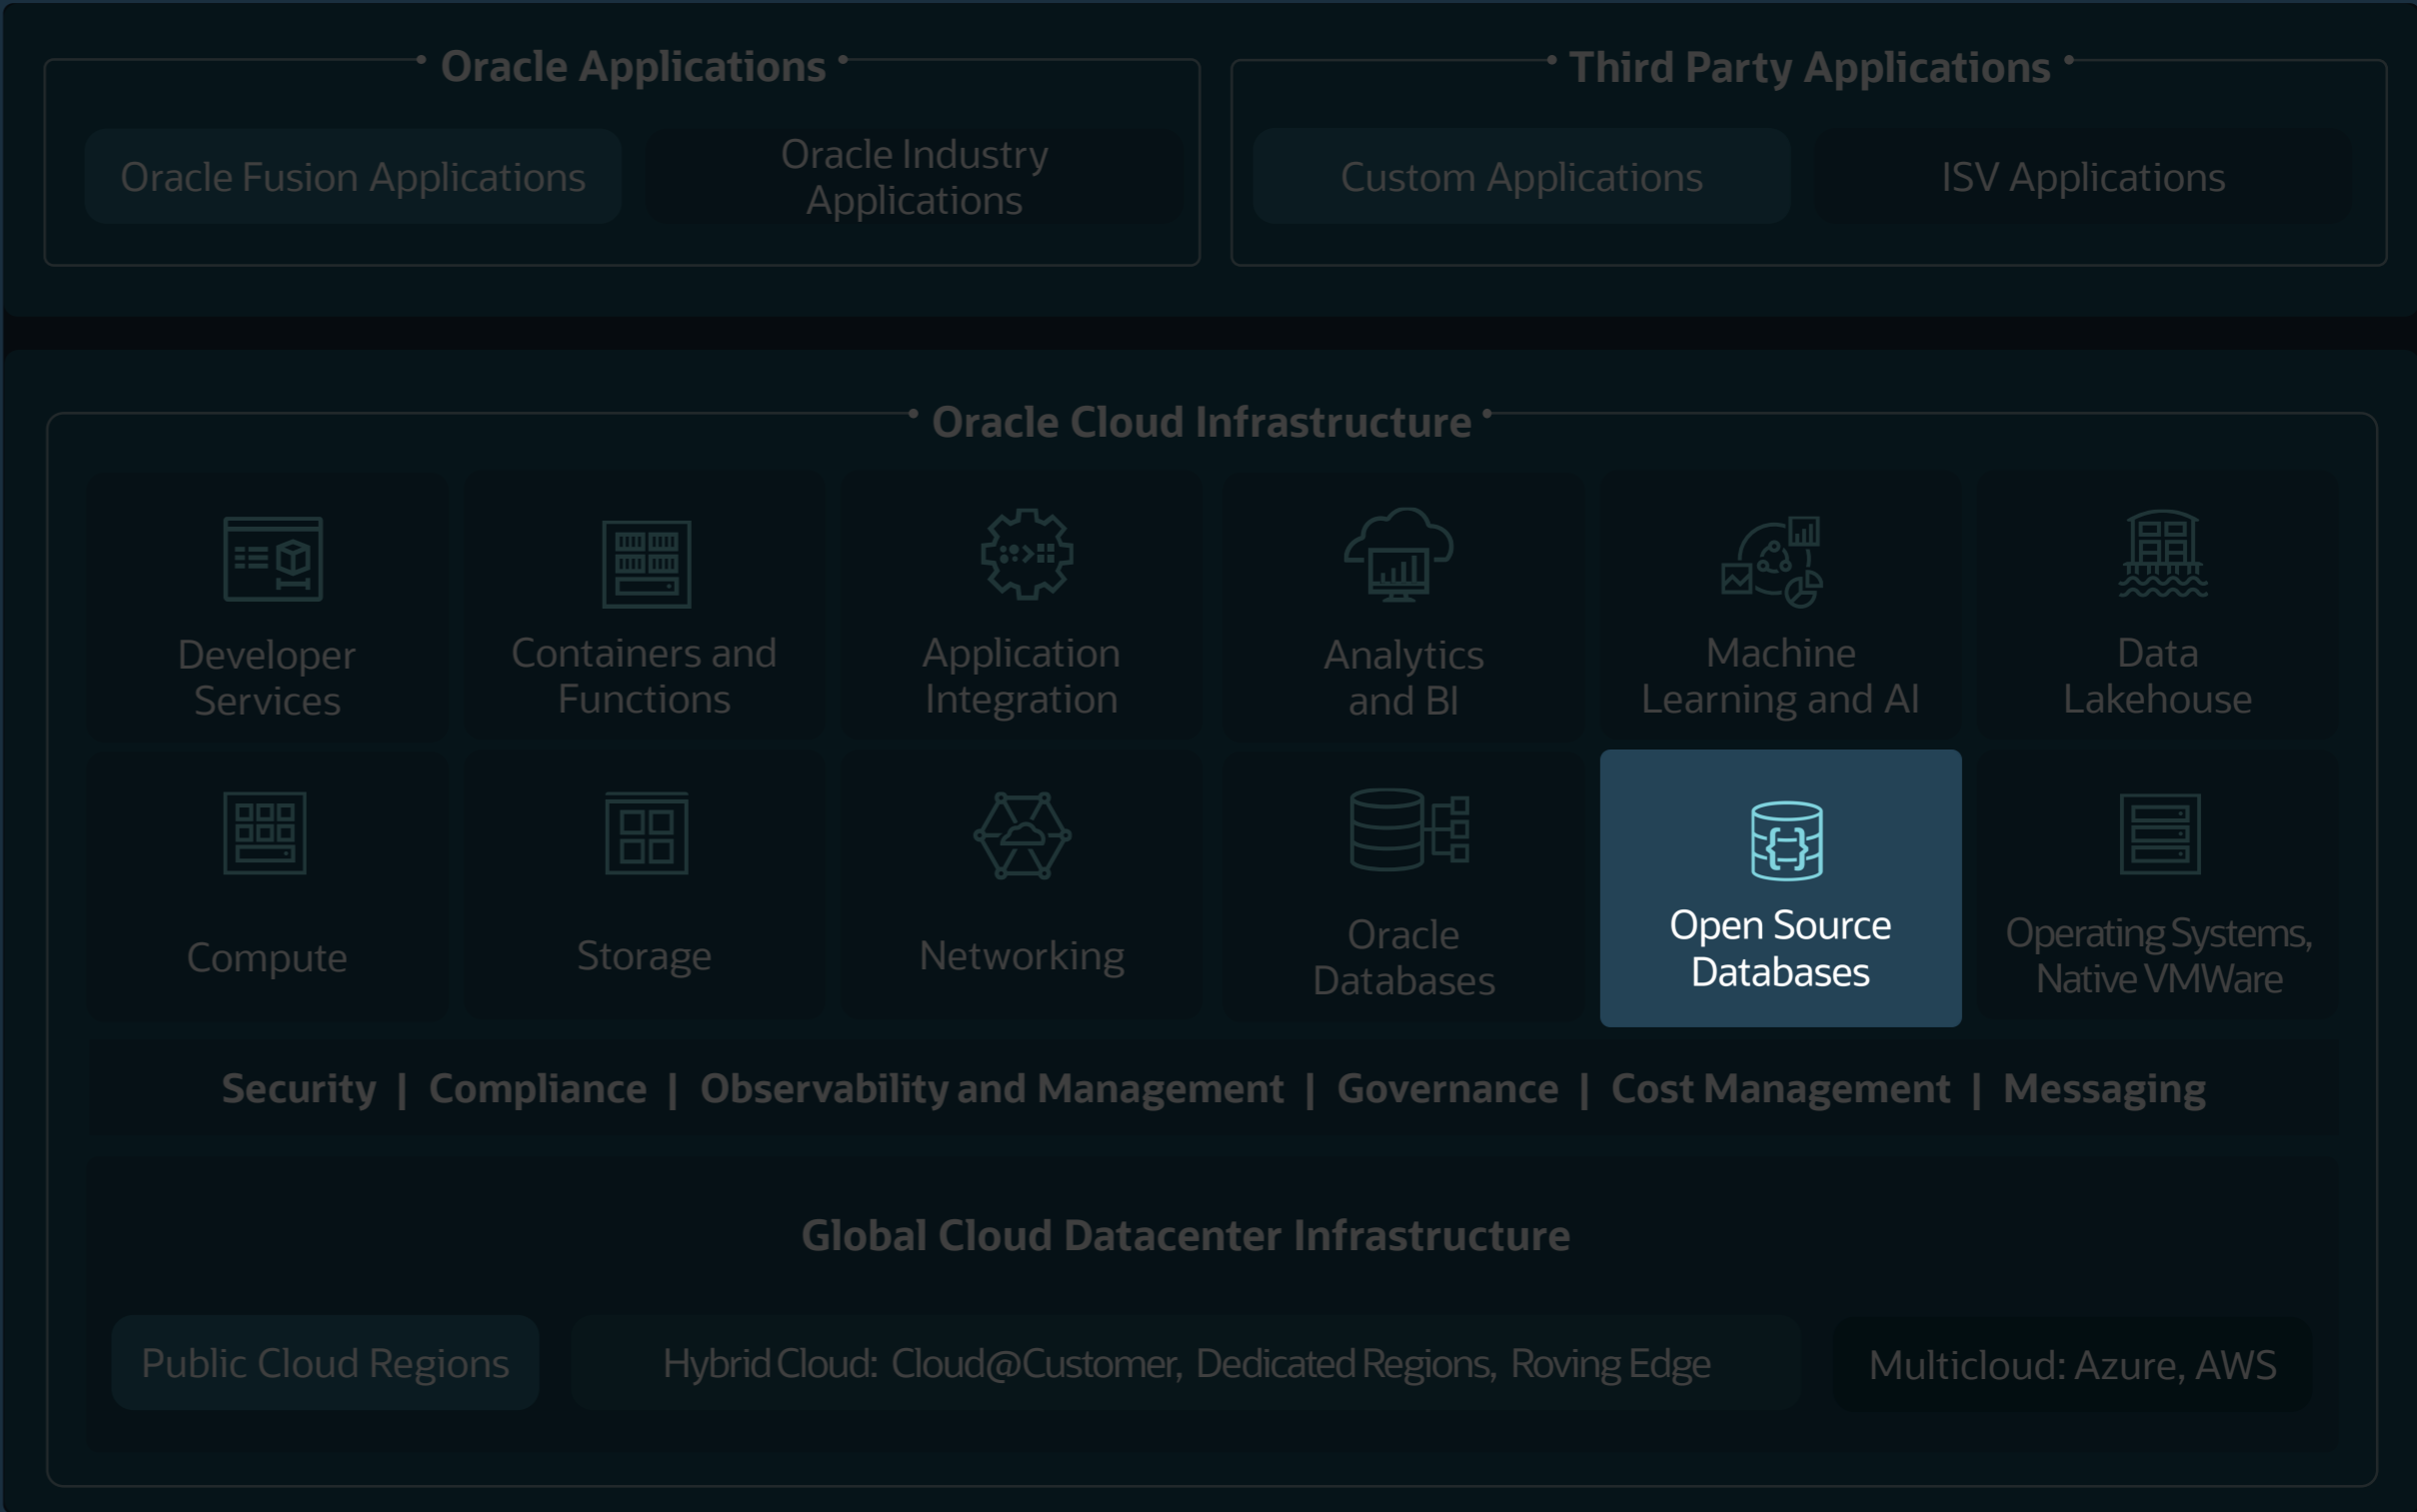 Oracle Applications
Third Party Applications
Oracle Fusion Applications
Oracle Industry
Applications
Custom Applications
ISV Applications
Oracle Cloud Infrastructure
Developer
Services
Containers and
Functions
Application
Integration
Analytics
and BI
Machine
Learning and AI
Data
Lakehouse
Compute
Storage
Networking
Oracle
Databases
Open Source
Databases
Operating Systems,
Native VMWare
Security | Compliance | Observability and Management | Governance | Cost Management | Messaging
Global Cloud Datacenter Infrastructure
Public Cloud Regions
Hybrid Cloud: Cloud@Customer, Dedicated Regions, Roving Edge
Multicloud: Azure, AWS